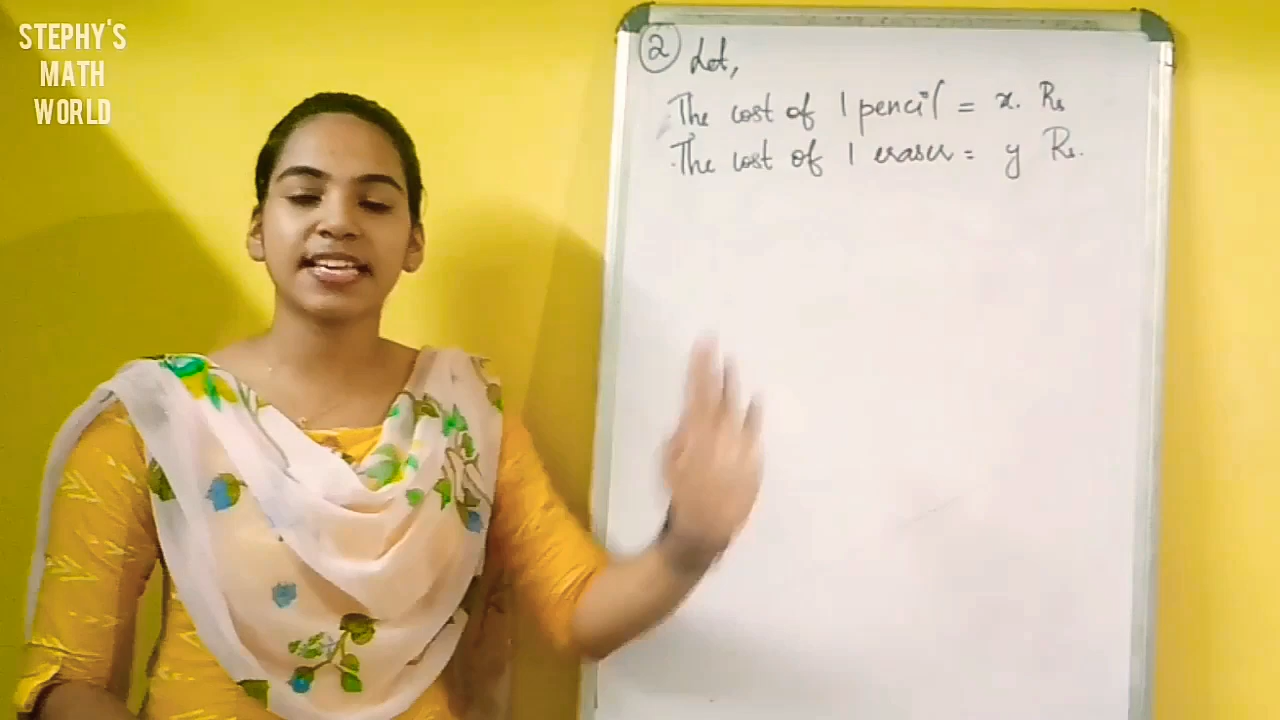 STEPHY'S
MATH
WORLD
② Let,
The cost of 1 pencil = x. Rs
The cost of 1 eraser = y Rs.